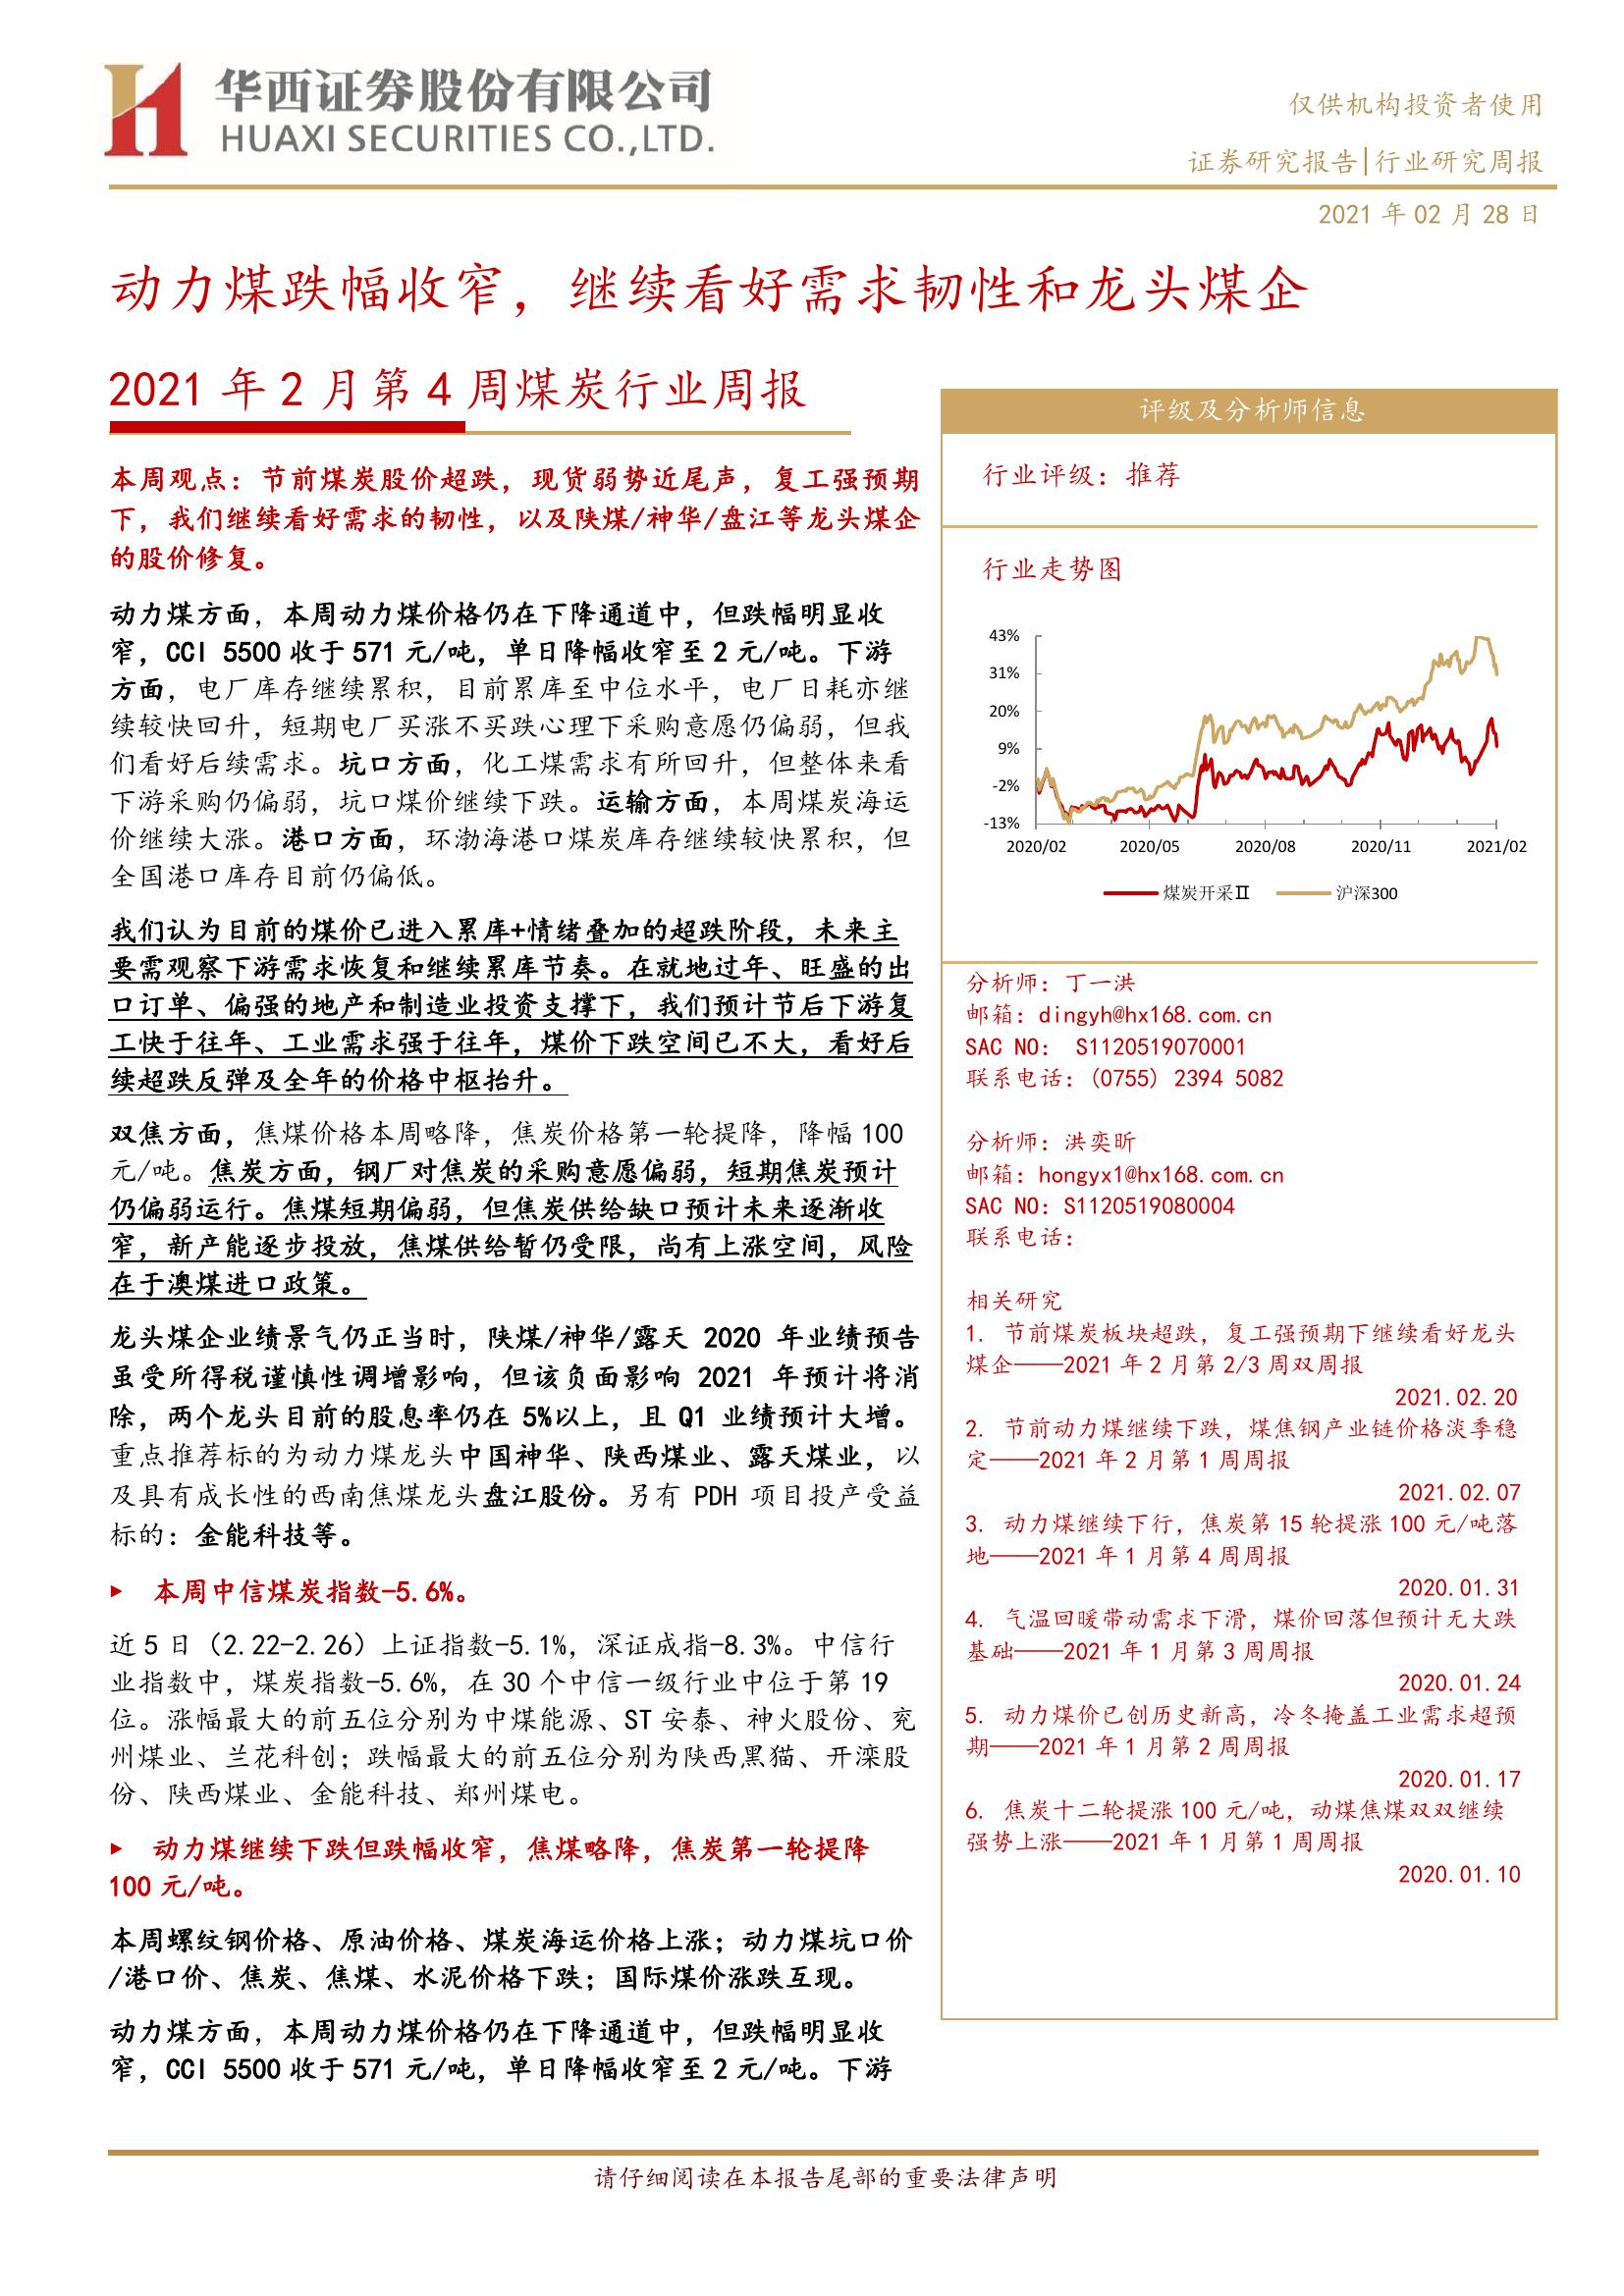 华西证券股份有限公司
HUAXI SECURITIES CO.,LTD.
仅供机构投资者使用
证券研究报告|行业研究周报
2021 年 02 月 28 日
动力煤跌幅收窄，继续看好需求韧性和龙头煤企
2021 年 2 月第 4 周煤炭行业周报
本周观点：节前煤炭股价超跌，现货弱势近尾声，复工强预期
下，我们继续看好需求的韧性，以及陕煤/神华/盘江等龙头煤企
的股价修复。
动力煤方面，本周动力煤价格仍在下降通道中，但跌幅明显收
窄，CCI 5500 收于 571 元/吨，单日降幅收窄至 2 元/吨。下游
方面，电厂库存继续累积，目前累库至中位水平，电厂日耗亦继
续较快回升，短期电厂买涨不买跌心理下采购意愿仍偏弱，但我
们看好后续需求。坑口方面，化工煤需求有所回升，但整体来看
下游采购仍偏弱，坑口煤价继续下跌。运输方面，本周煤炭海运
价继续大涨。港口方面，环渤海港口煤炭库存继续较快累积，但
全国港口库存目前仍偏低。
我们认为目前的煤价已进入累库+情绪叠加的超跌阶段，未来主
要需观察下游需求恢复和继续累库节奏。在就地过年、旺盛的出
口订单、偏强的地产和制造业投资支撑下，我们预计节后下游复
工快于往年、工业需求强于往年，煤价下跌空间已不大，看好后
续超跌反弹及全年的价格中枢抬升。
双焦方面，焦煤价格本周略降，焦炭价格第一轮提降，降幅 100
元/吨。焦炭方面，钢厂对焦炭的采购意愿偏弱，短期焦炭预计
仍偏弱运行。焦煤短期偏弱，但焦炭供给缺口预计未来逐渐收
窄，新产能逐步投放，焦煤供给暂仍受限，尚有上涨空间，风险
在于澳煤进口政策。
龙头煤企业绩景气仍正当时，陕煤/神华/露天 2020 年业绩预告
虽受所得税谨慎性调增影响，但该负面影响 2021 年预计将消
除，两个龙头目前的股息率仍在 5%以上，且 Q1 业绩预计大增。
重点推荐标的为动力煤龙头中国神华、陕西煤业、露天煤业，以
及具有成长性的西南焦煤龙头盘江股份。另有 PDH 项目投产受益
标的：金能科技等。
▶ 本周中信煤炭指数-5.6%。
近 5 日（2.22-2.26）上证指数-5.1%，深证成指-8.3%。中信行
业指数中，煤炭指数-5.6%，在 30 个中信一级行业中位于第 19
位。涨幅最大的前五位分别为中煤能源、ST 安泰、神火股份、兖
州煤业、兰花科创；跌幅最大的前五位分别为陕西黑猫、开滦股
份、陕西煤业、金能科技、郑州煤电。
▶ 动力煤继续下跌但跌幅收窄，焦煤略降，焦炭第一轮提降
100 元/吨。
本周螺纹钢价格、原油价格、煤炭海运价格上涨；动力煤坑口价
/港口价、焦炭、焦煤、水泥价格下跌；国际煤价涨跌互现。
动力煤方面，本周动力煤价格仍在下降通道中，但跌幅明显收
窄，CCI 5500 收于 571 元/吨，单日降幅收窄至 2 元/吨。下游
评级及分析师信息
行业评级：推荐
行业走势图
43%
31%
20%
9%
-2%
-13%
2020/02 2020/05 2020/08 2020/11 2021/02
煤炭开采Ⅱ 沪深300
分析师：丁一洪
邮箱：dingyh@hx168.com.cn
SAC NO： S1120519070001
联系电话：(0755) 2394 5082
分析师：洪奕昕
邮箱：hongyx1@hx168.com.cn
SAC NO：S1120519080004
联系电话：
相关研究
1. 节前煤炭板块超跌，复工强预期下继续看好龙头
煤企——2021 年 2 月第 2/3 周双周报
2021.02.20
2. 节前动力煤继续下跌，煤焦钢产业链价格淡季稳
定——2021 年 2 月第 1 周周报
2021.02.07
3. 动力煤继续下行，焦炭第 15 轮提涨 100 元/吨落
地——2021 年 1 月第 4 周周报
2020.01.31
4. 气温回暖带动需求下滑，煤价回落但预计无大跌
基础——2021 年 1 月第 3 周周报
2020.01.24
5. 动力煤价已创历史新高，冷冬掩盖工业需求超预
期——2021 年 1 月第 2 周周报
2020.01.17
6. 焦炭十二轮提涨 100 元/吨，动煤焦煤双双继续
强势上涨——2021 年 1 月第 1 周周报
2020.01.10
请仔细阅读在本报告尾部的重要法律声明